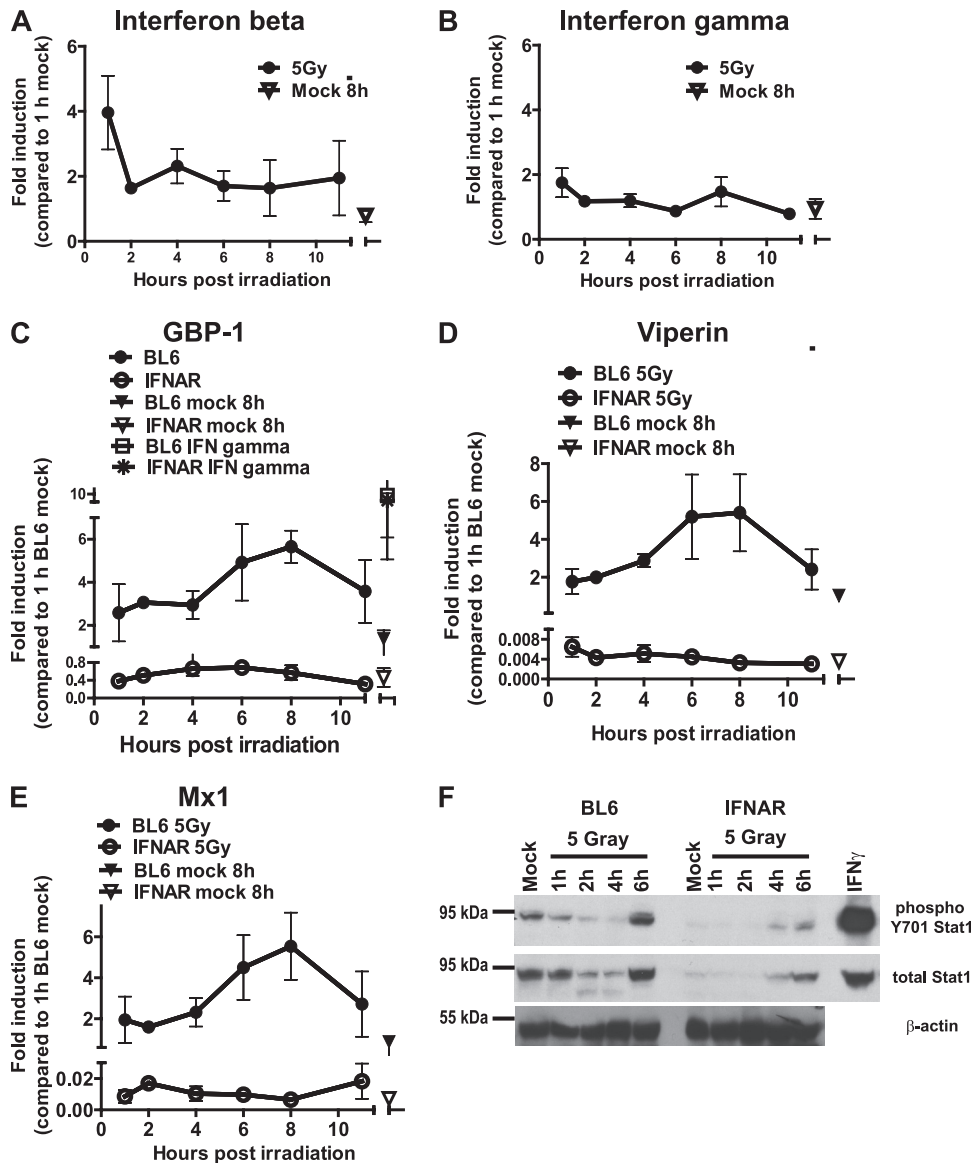 A
Interferon beta
Fold induction
(compared to 1 h mock)
6
4
2
0
5Gy
Mock 8h
0 2 4 6 8 10
Hours post irradiation
B
Interferon gamma
Fold induction
(compared to 1 h mock)
6
4
2
0
5Gy
Mock 8h
0 2 4 6 8 10
Hours post irradiation
C
GBP-1
BL6
IFNAR
BL6 mock 8h
IFNAR mock 8h
BL6 IFN gamma
IFNAR IFN gamma
Fold induction
(compared to 1 h BL6 mock)
10
6
4
2
0.8
0.4
0.0
0 2 4 6 8 10
Hours post irradiation
D
Viperin
BL6 5Gy
IFNAR 5Gy
BL6 mock 8h
IFNAR mock 8h
Fold induction
(compared to 1h BL6 mock)
8
6
4
2
0.008
0.004
0.000
0 2 4 6 8 10
Hours post irradiation
E
Mx1
BL6 5Gy
IFNAR 5Gy
BL6 mock 8h
IFNAR mock 8h
Fold induction
(compared to 1h BL6 mock)
6
4
2
0.02
0.00
0 2 4 6 8 10
Hours post irradiation
F
BL6 IFNAR
5 Gray 5 Gray
Mock 1h 2h 4h 6h Mock 1h 2h 4h 6h IFNγ
95 kDa
phospho
Y701 Stat1
95 kDa
total Stat1
55 kDa
β-actin